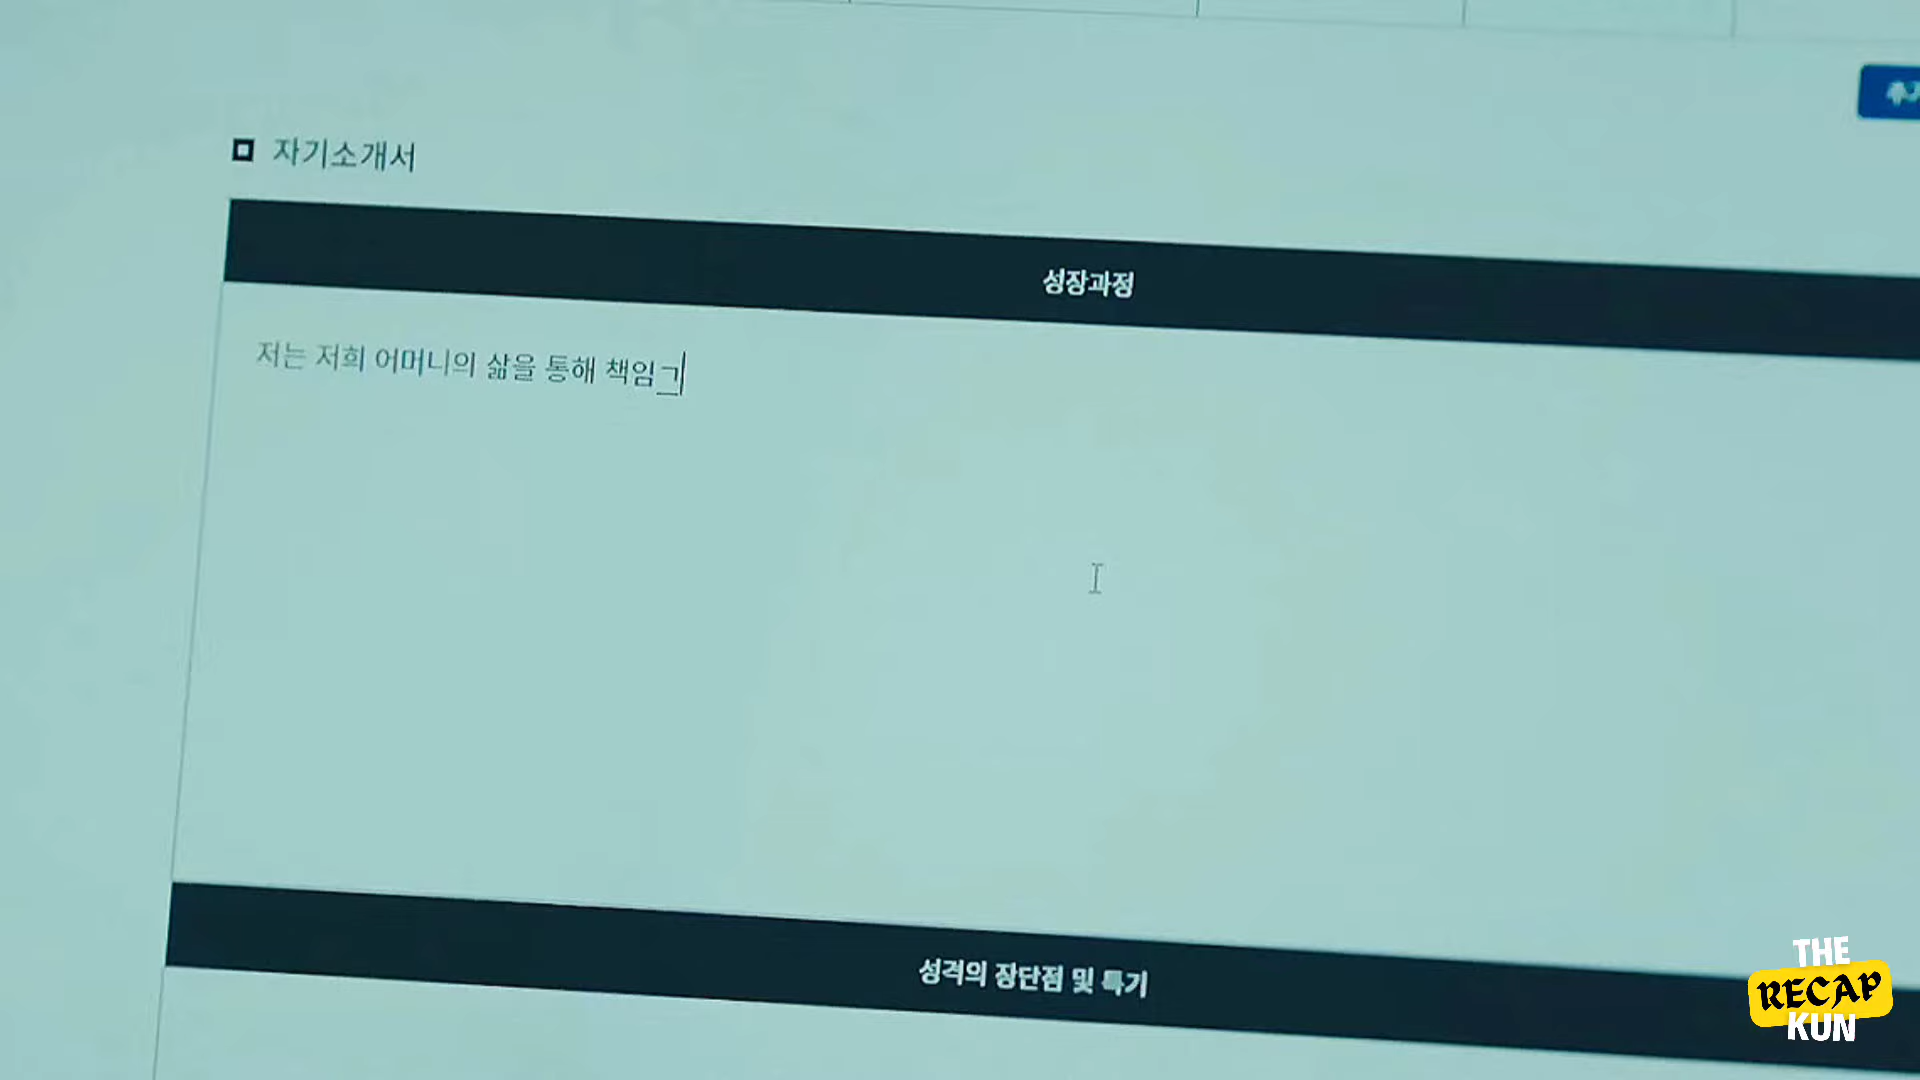 자기소개서
성장과정
저는 저희 어머니의 삶을 통해 책임ㄱ
성격의 장단점 및 특기
THE
RECAP
KUN